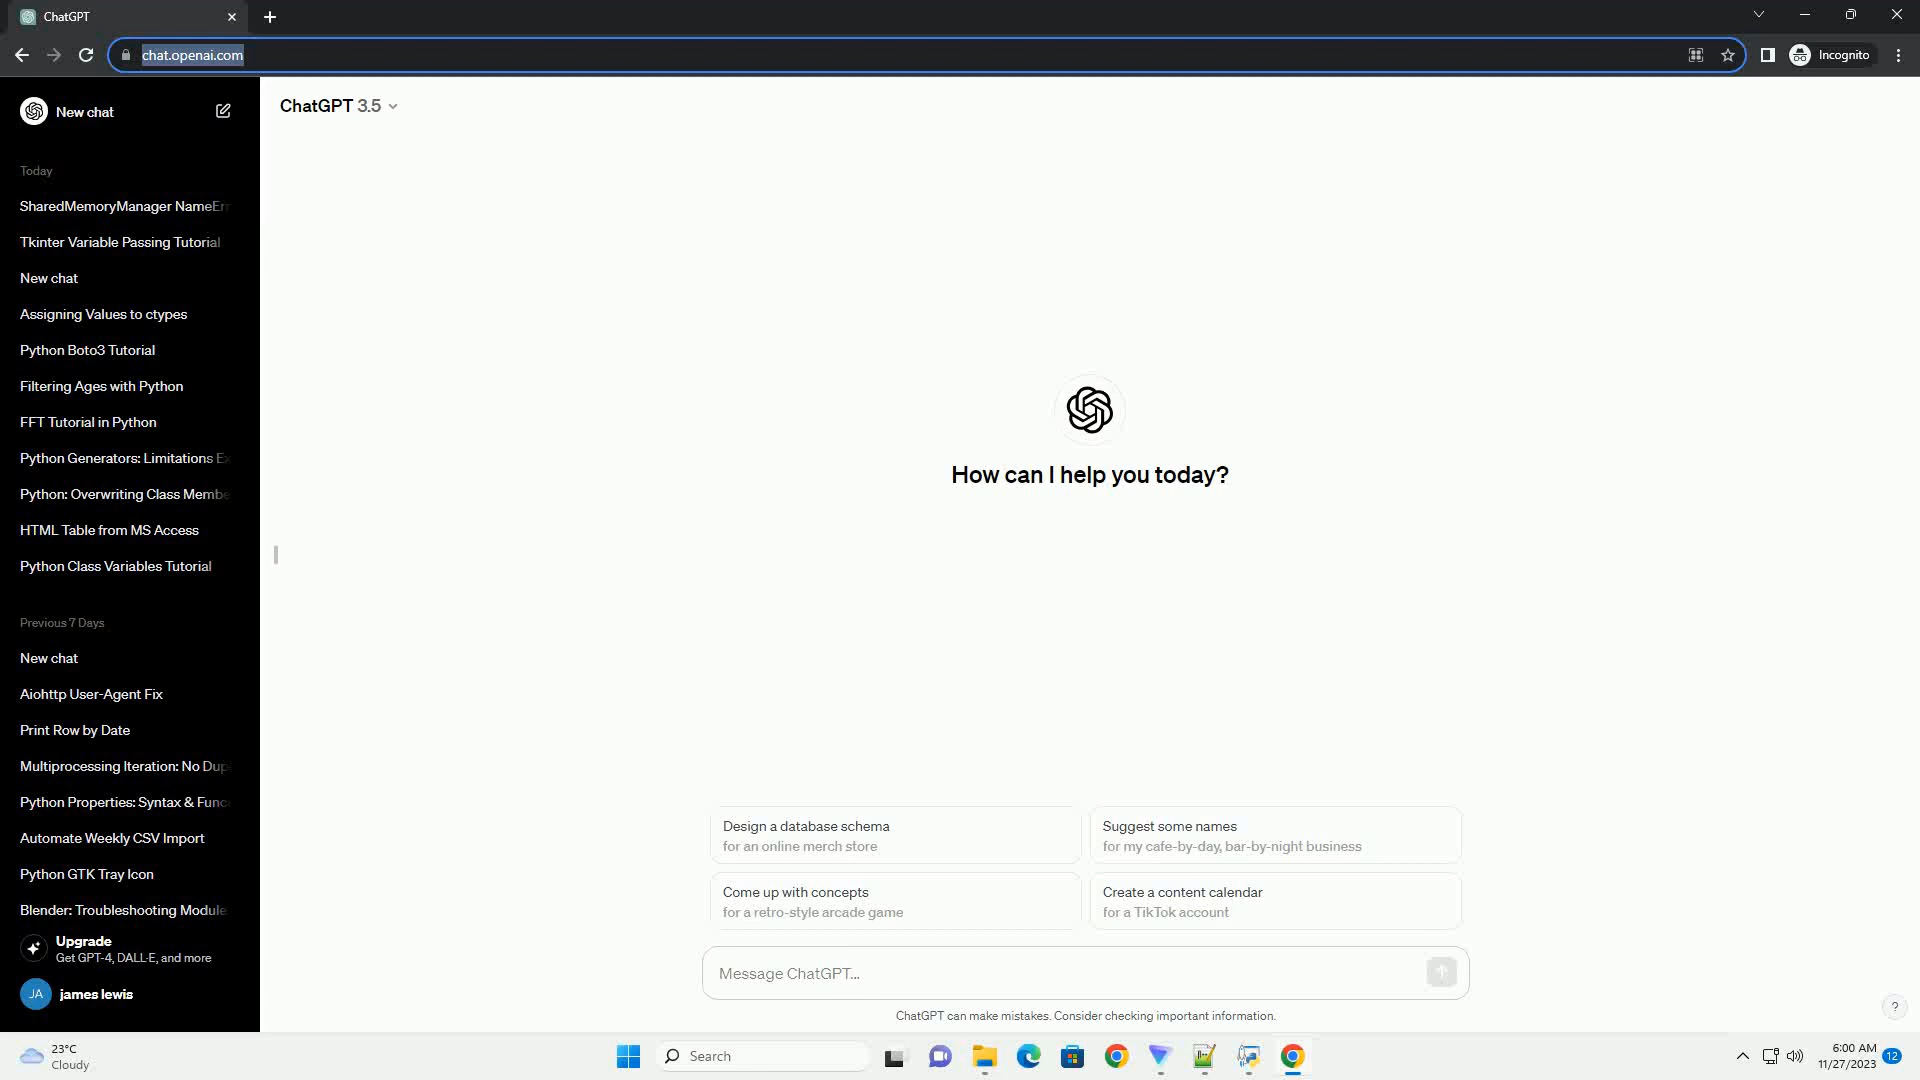 ChatGPT
chat.openai.com
Incognito
New chat
Today
SharedMemoryManager NameErr
Tkinter Variable Passing Tutorial
New chat
Assigning Values to ctypes
Python Boto3 Tutorial
Filtering Ages with Python
FFT Tutorial in Python
Python Generators: Limitations Ex
Python: Overwriting Class Membe
HTML Table from MS Access
Python Class Variables Tutorial
Previous 7 Days
New chat
Aiohttp User-Agent Fix
Print Row by Date
Multiprocessing Iteration: No Dup
Python Properties: Syntax & Func
Automate Weekly CSV Import
Python GTK Tray Icon
Blender: Troubleshooting Module
Upgrade
Get GPT-4, DALL·E, and more
JA james lewis
ChatGPT 3.5
How can I help you today?
Design a database schema
for an online merch store
Suggest some names
for my cafe-by-day, bar-by-night business
Come up with concepts
for a retro-style arcade game
Create a content calendar
for a TikTok account
Message ChatGPT...
ChatGPT can make mistakes. Consider checking important information.
?
23°C
Cloudy
Search
6:00 AM
11/27/2023
12